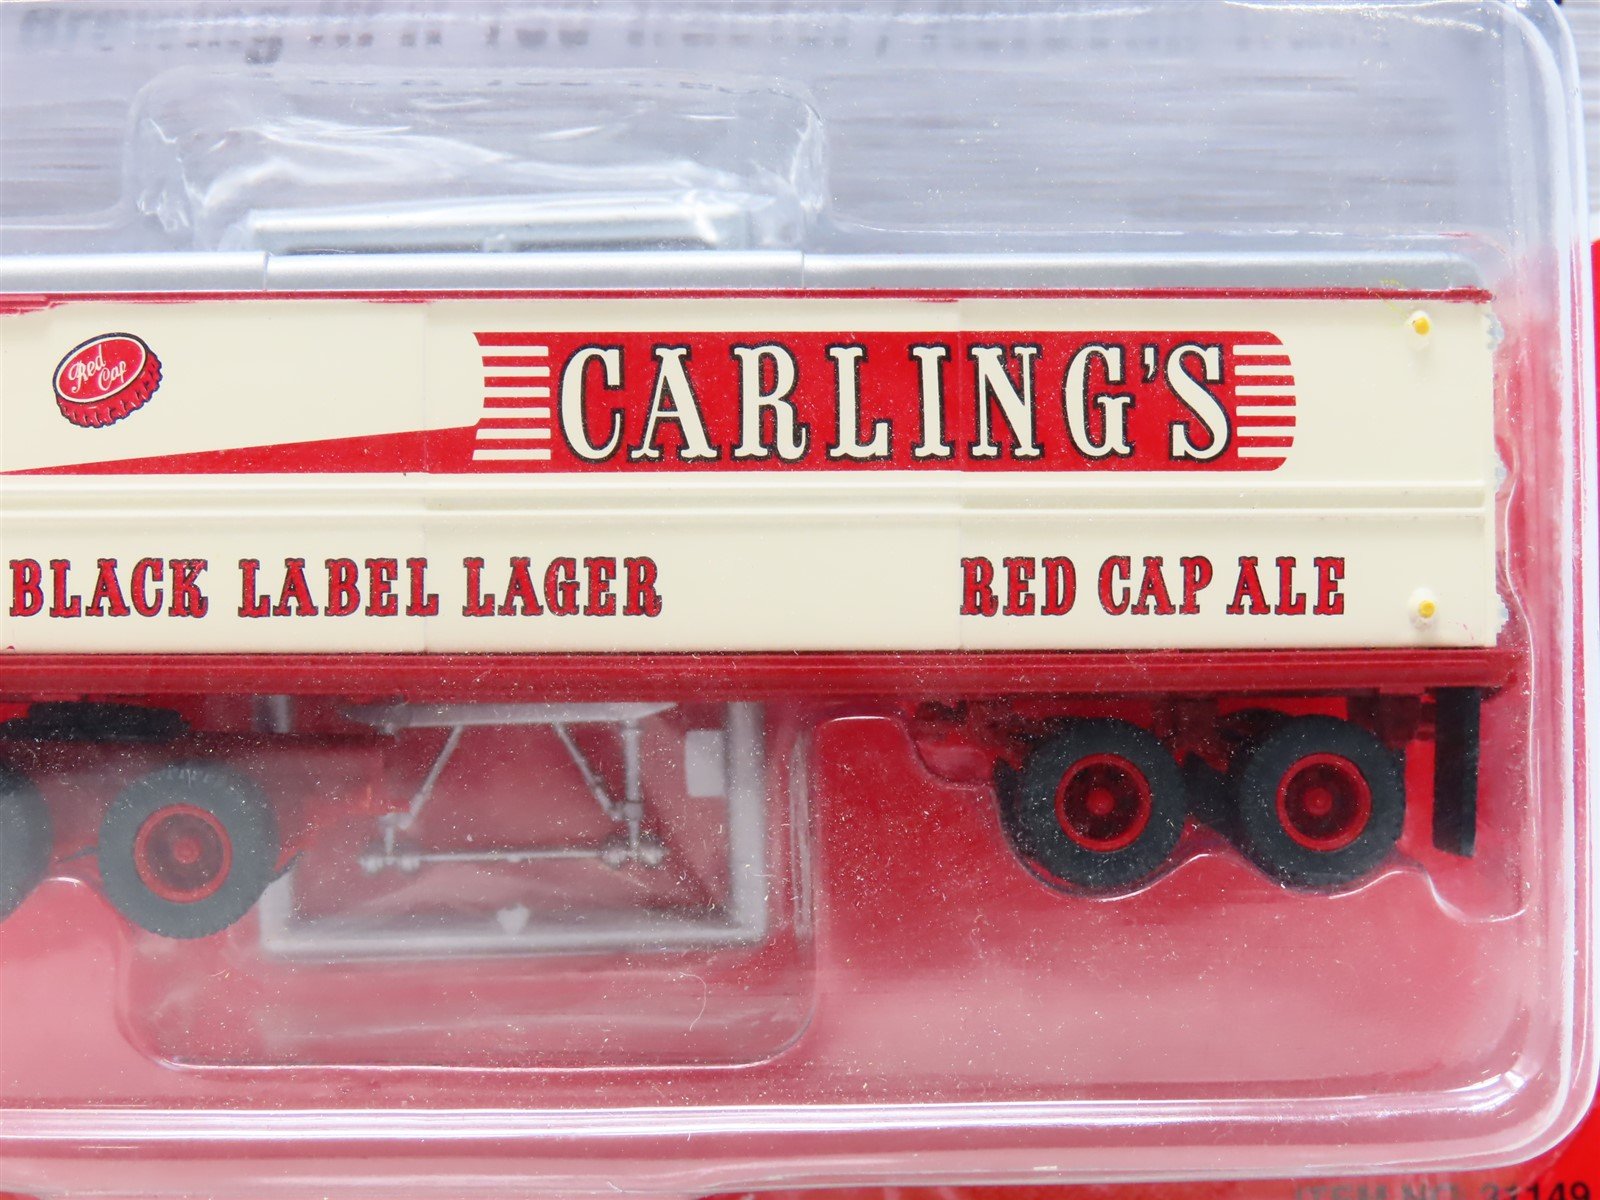 Red
Cap
CARLING'S
BLACK LABEL LAGER RED CAP ALE